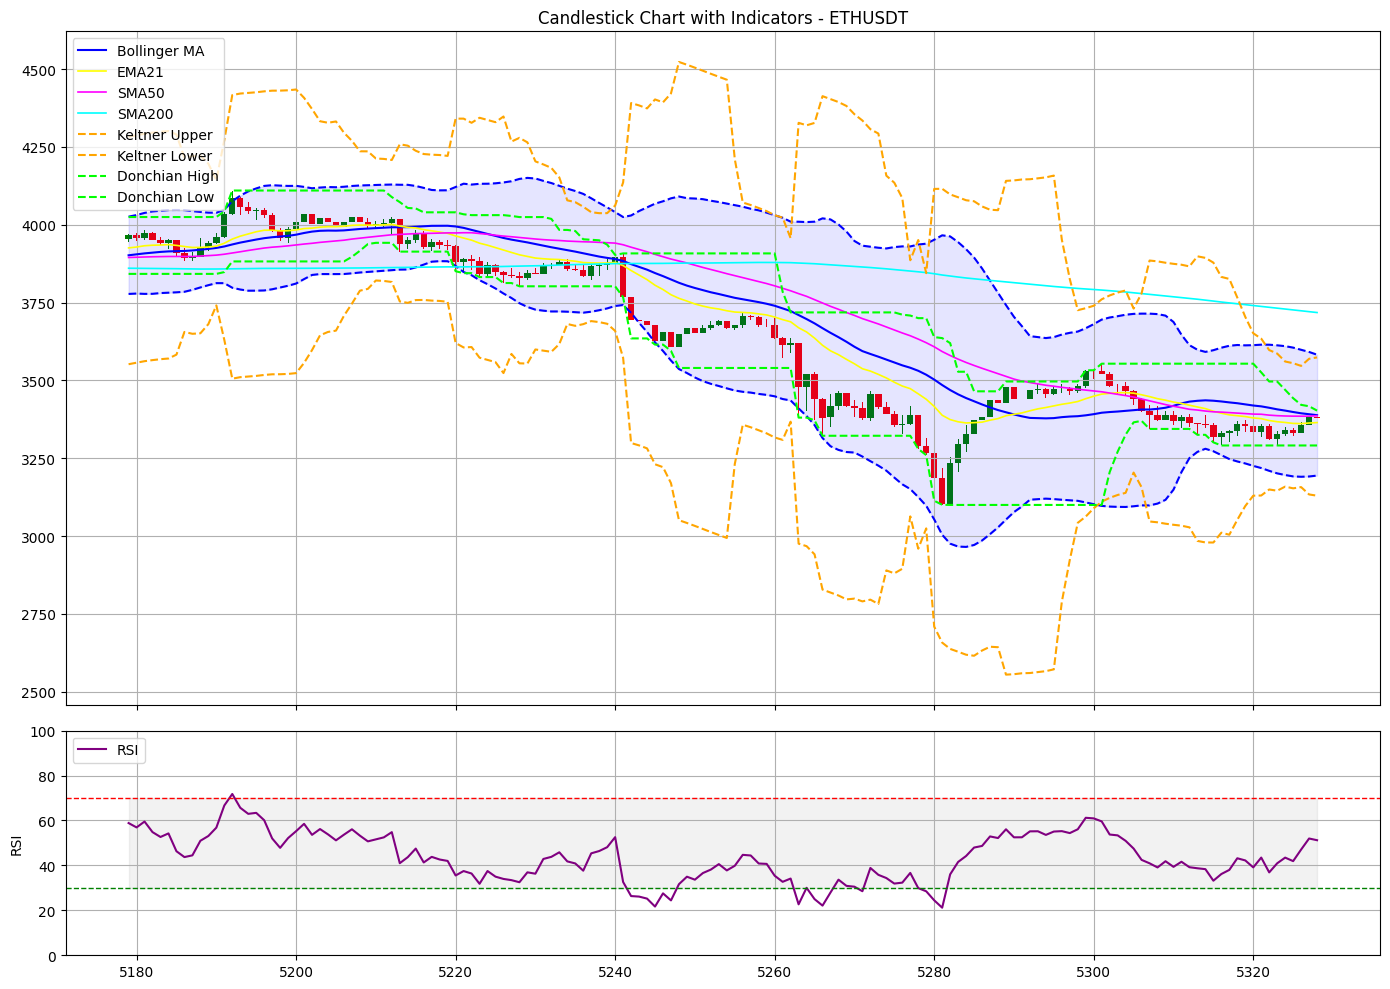 Candlestick Chart with Indicators - ETHUSDT
Bollinger MA
EMA21
SMA50
SMA200
Keltner Upper
Keltner Lower
Donchian High
Donchian Low
4500
4250
4000
3750
3500
3250
3000
2750
2500
RSI
100
80
60
40
20
0
RSI
5180 5200 5220 5240 5260 5280 5300 5320